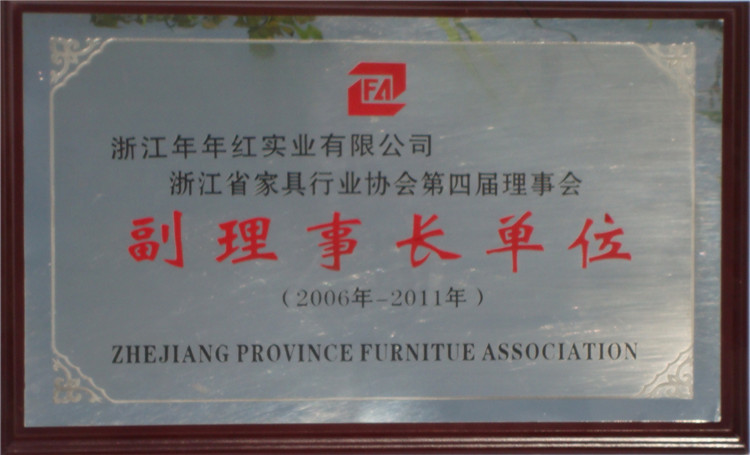 FA
浙江年年红实业有限公司
浙江省家具行业协会第四届理事会
副理事长单位
（2006年-2011年）
ZHEJIANG PROVINCE FURNITUE ASSOCIATION